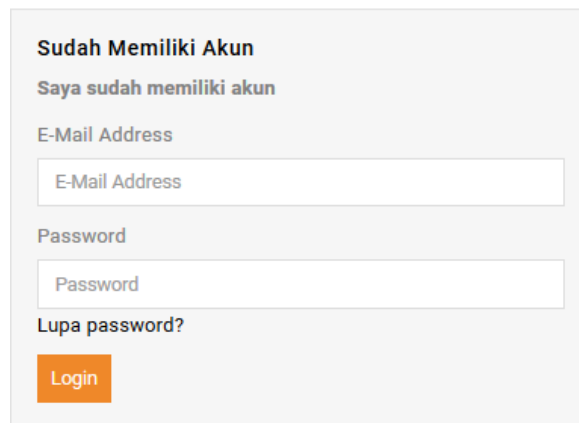 Sudah Memiliki Akun
Saya sudah memiliki akun
E-Mail Address
E-Mail Address
Password
Password
Lupa password?
Login